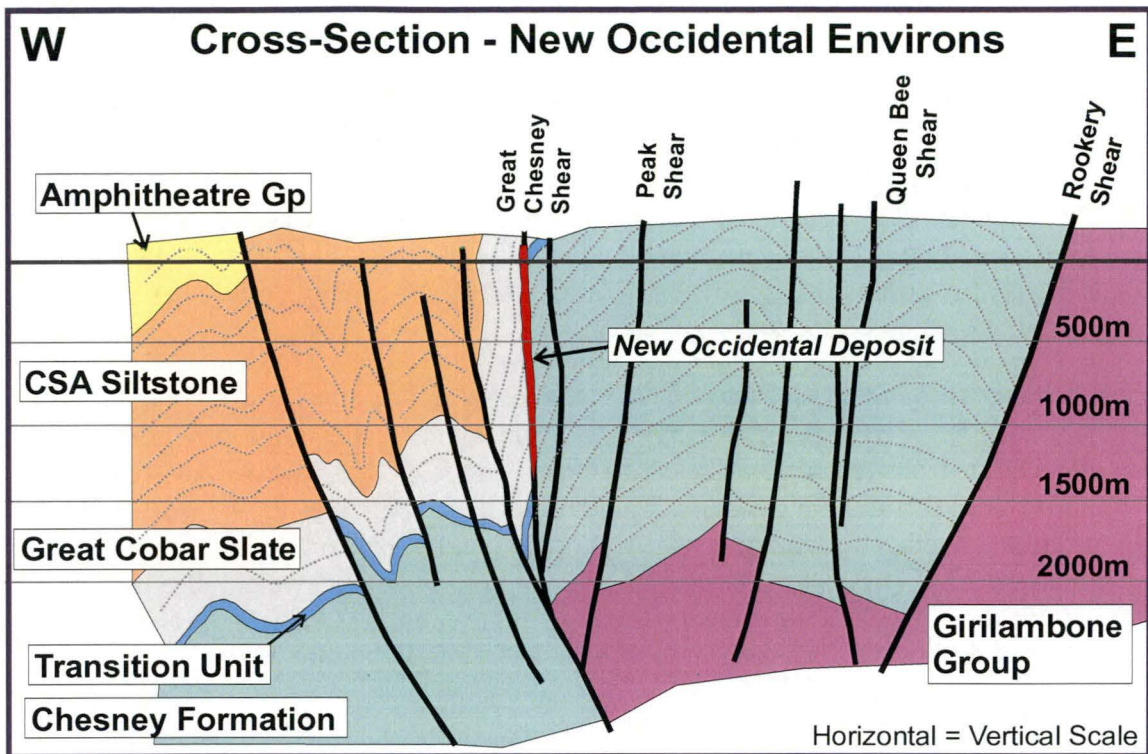 W
Cross-Section - New Occidental Environs
E
Great
Chesney
Shear
Peak
Shear
Queen Bee
Shear
Rookery
Shear
Amphitheatre Gp
500m
New Occidental Deposit
CSA Siltstone
1000m
1500m
Great Cobar Slate
2000m
Girilambone
Group
Transition Unit
Chesney Formation
Horizontal = Vertical Scale